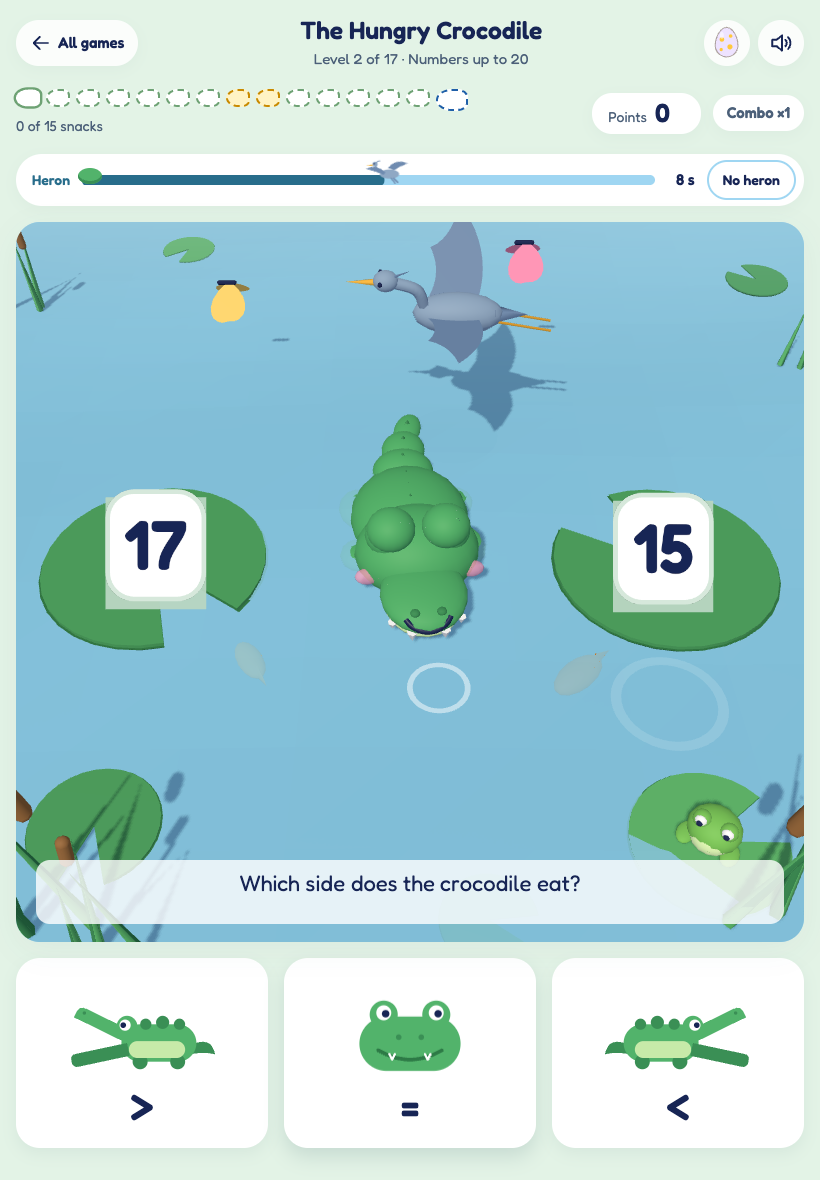 All games
The Hungry Crocodile
Level 2 of 17 · Numbers up to 20
0 of 15 snacks
Points 0
Combo ×1
Heron
8 s
No heron
17
15
Which side does the crocodile eat?
>
=
<